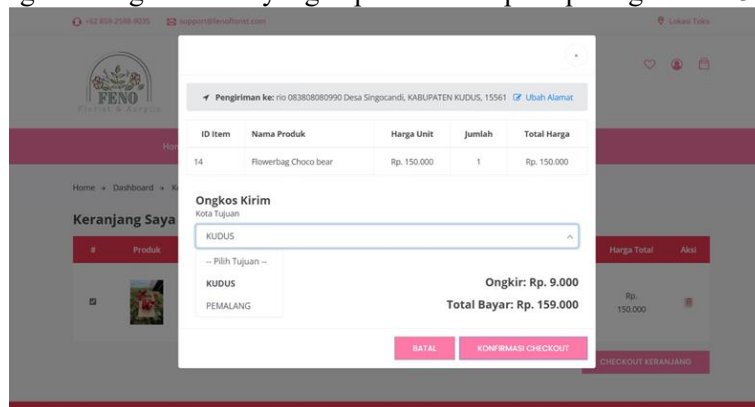 +62 859-2598-9035 support@fenoflorist.com Lokasi Toko
FENO
Florist & Acrylic
Pengiriman ke: rio 083808080990 Desa Singocandi, KABUPATEN KUDUS, 15561 Ubah Alamat
ID Item Nama Produk Harga Unit Jumlah Total Harga
14 Flowerbag Choco bear Rp. 150.000 1 Rp. 150.000
Home Dashboard
Ongkos Kirim
Kota Tujuan
Keranjang Saya
KUDUS
# Produk Harga Total Aksi
-- Pilih Tujuan --
KUDUS
PEMALANG
Ongkir: Rp. 9.000
Total Bayar: Rp. 159.000
Rp.
150.000
BATAL KONFIRMASI CHECKOUT
CHECKOUT KERANJANG